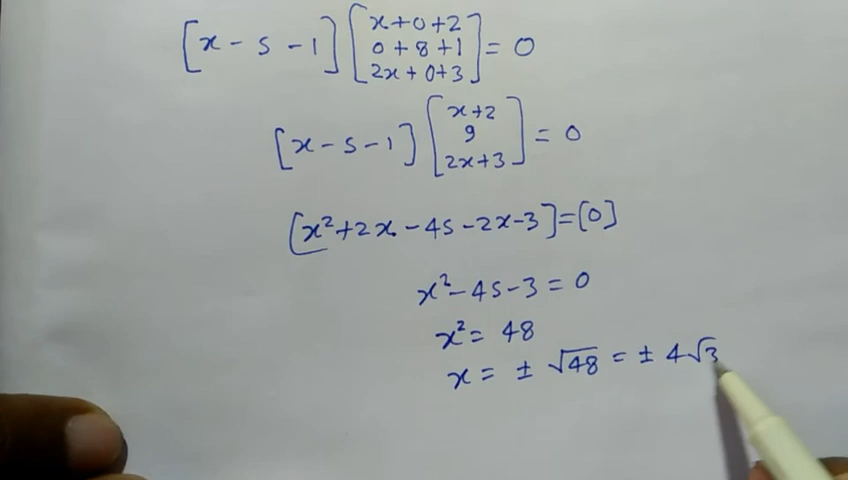 [x - 5 - 1] [x+0+2
0+8+1
2x+0+3] = 0
[x - 5 - 1] [x+2
9
2x+3] = 0
[x²+2x-45-2x-3]=[0]
x²-45-3=0
x²= 48
x = ± √48 = ± 4√3